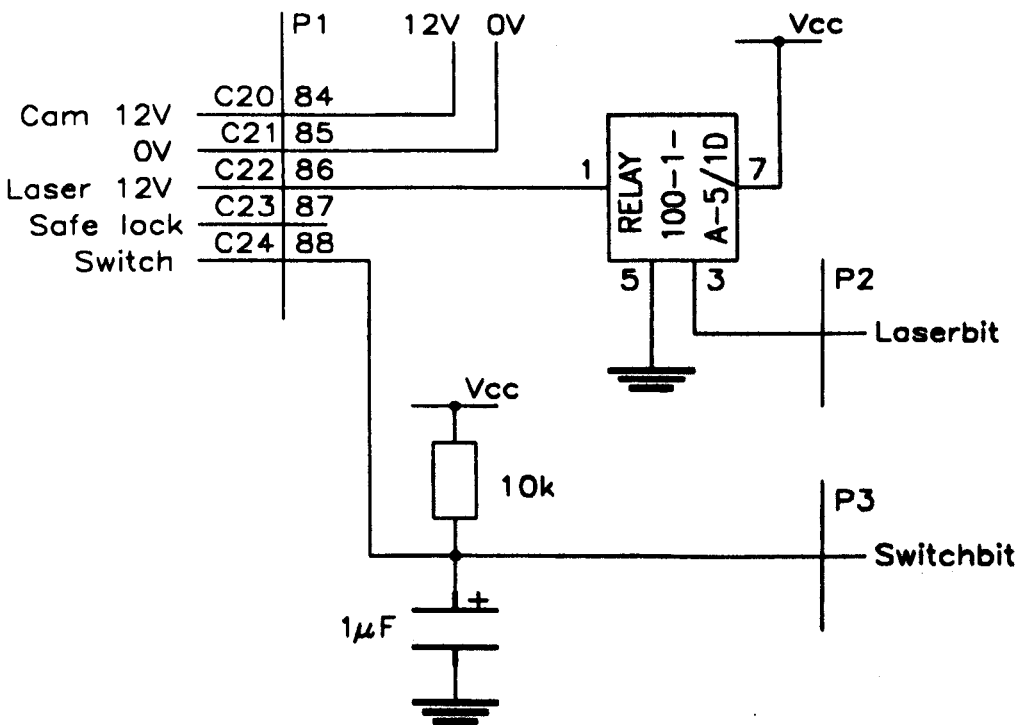 P1 12V 0V Vcc
Cam 12V C20 84
0V C21 85
Laser 12V C22 86
Safe lock C23 87
Switch C24 88
1 RELAY 100-1- A-5/1D 7
5 3
P2
Laserbit
Vcc
10k
P3
Switchbit
+
1μF